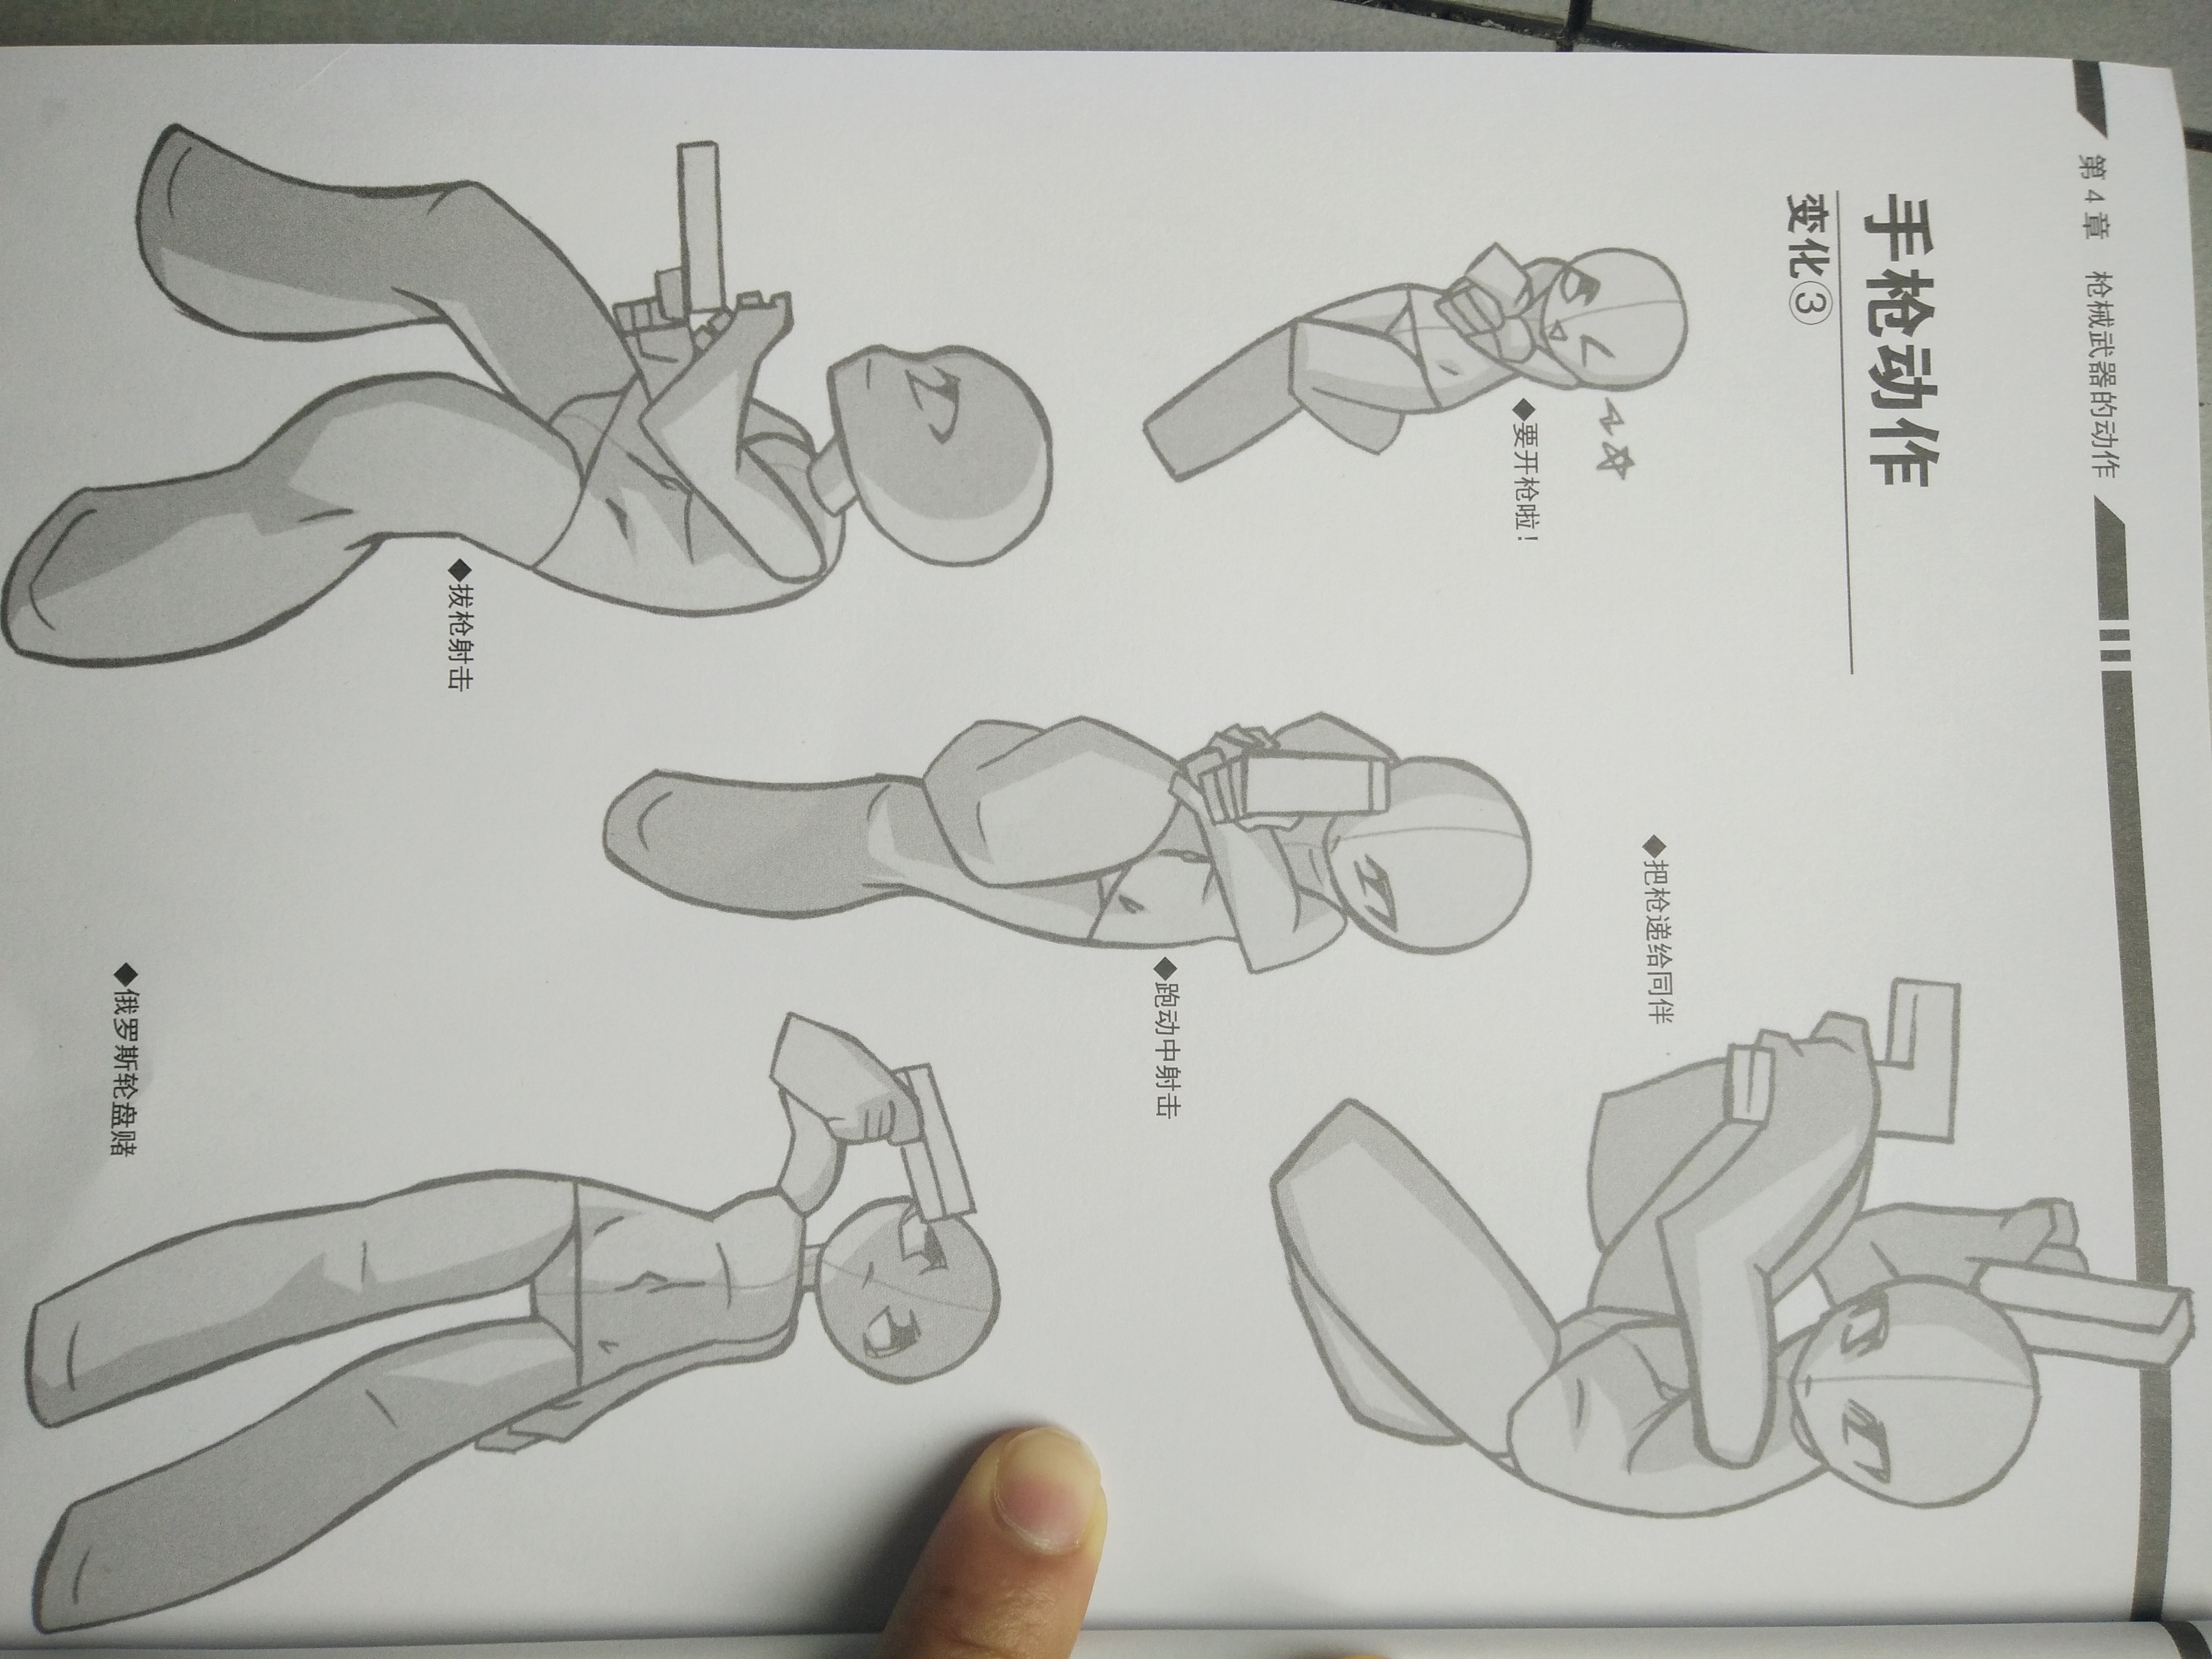 第4章 枪械武器的动作
手枪动作
变化③
◆要开枪啦！
◆把枪递给同伴
◆跑动中射击
◆拔枪射击
◆俄罗斯轮盘赌